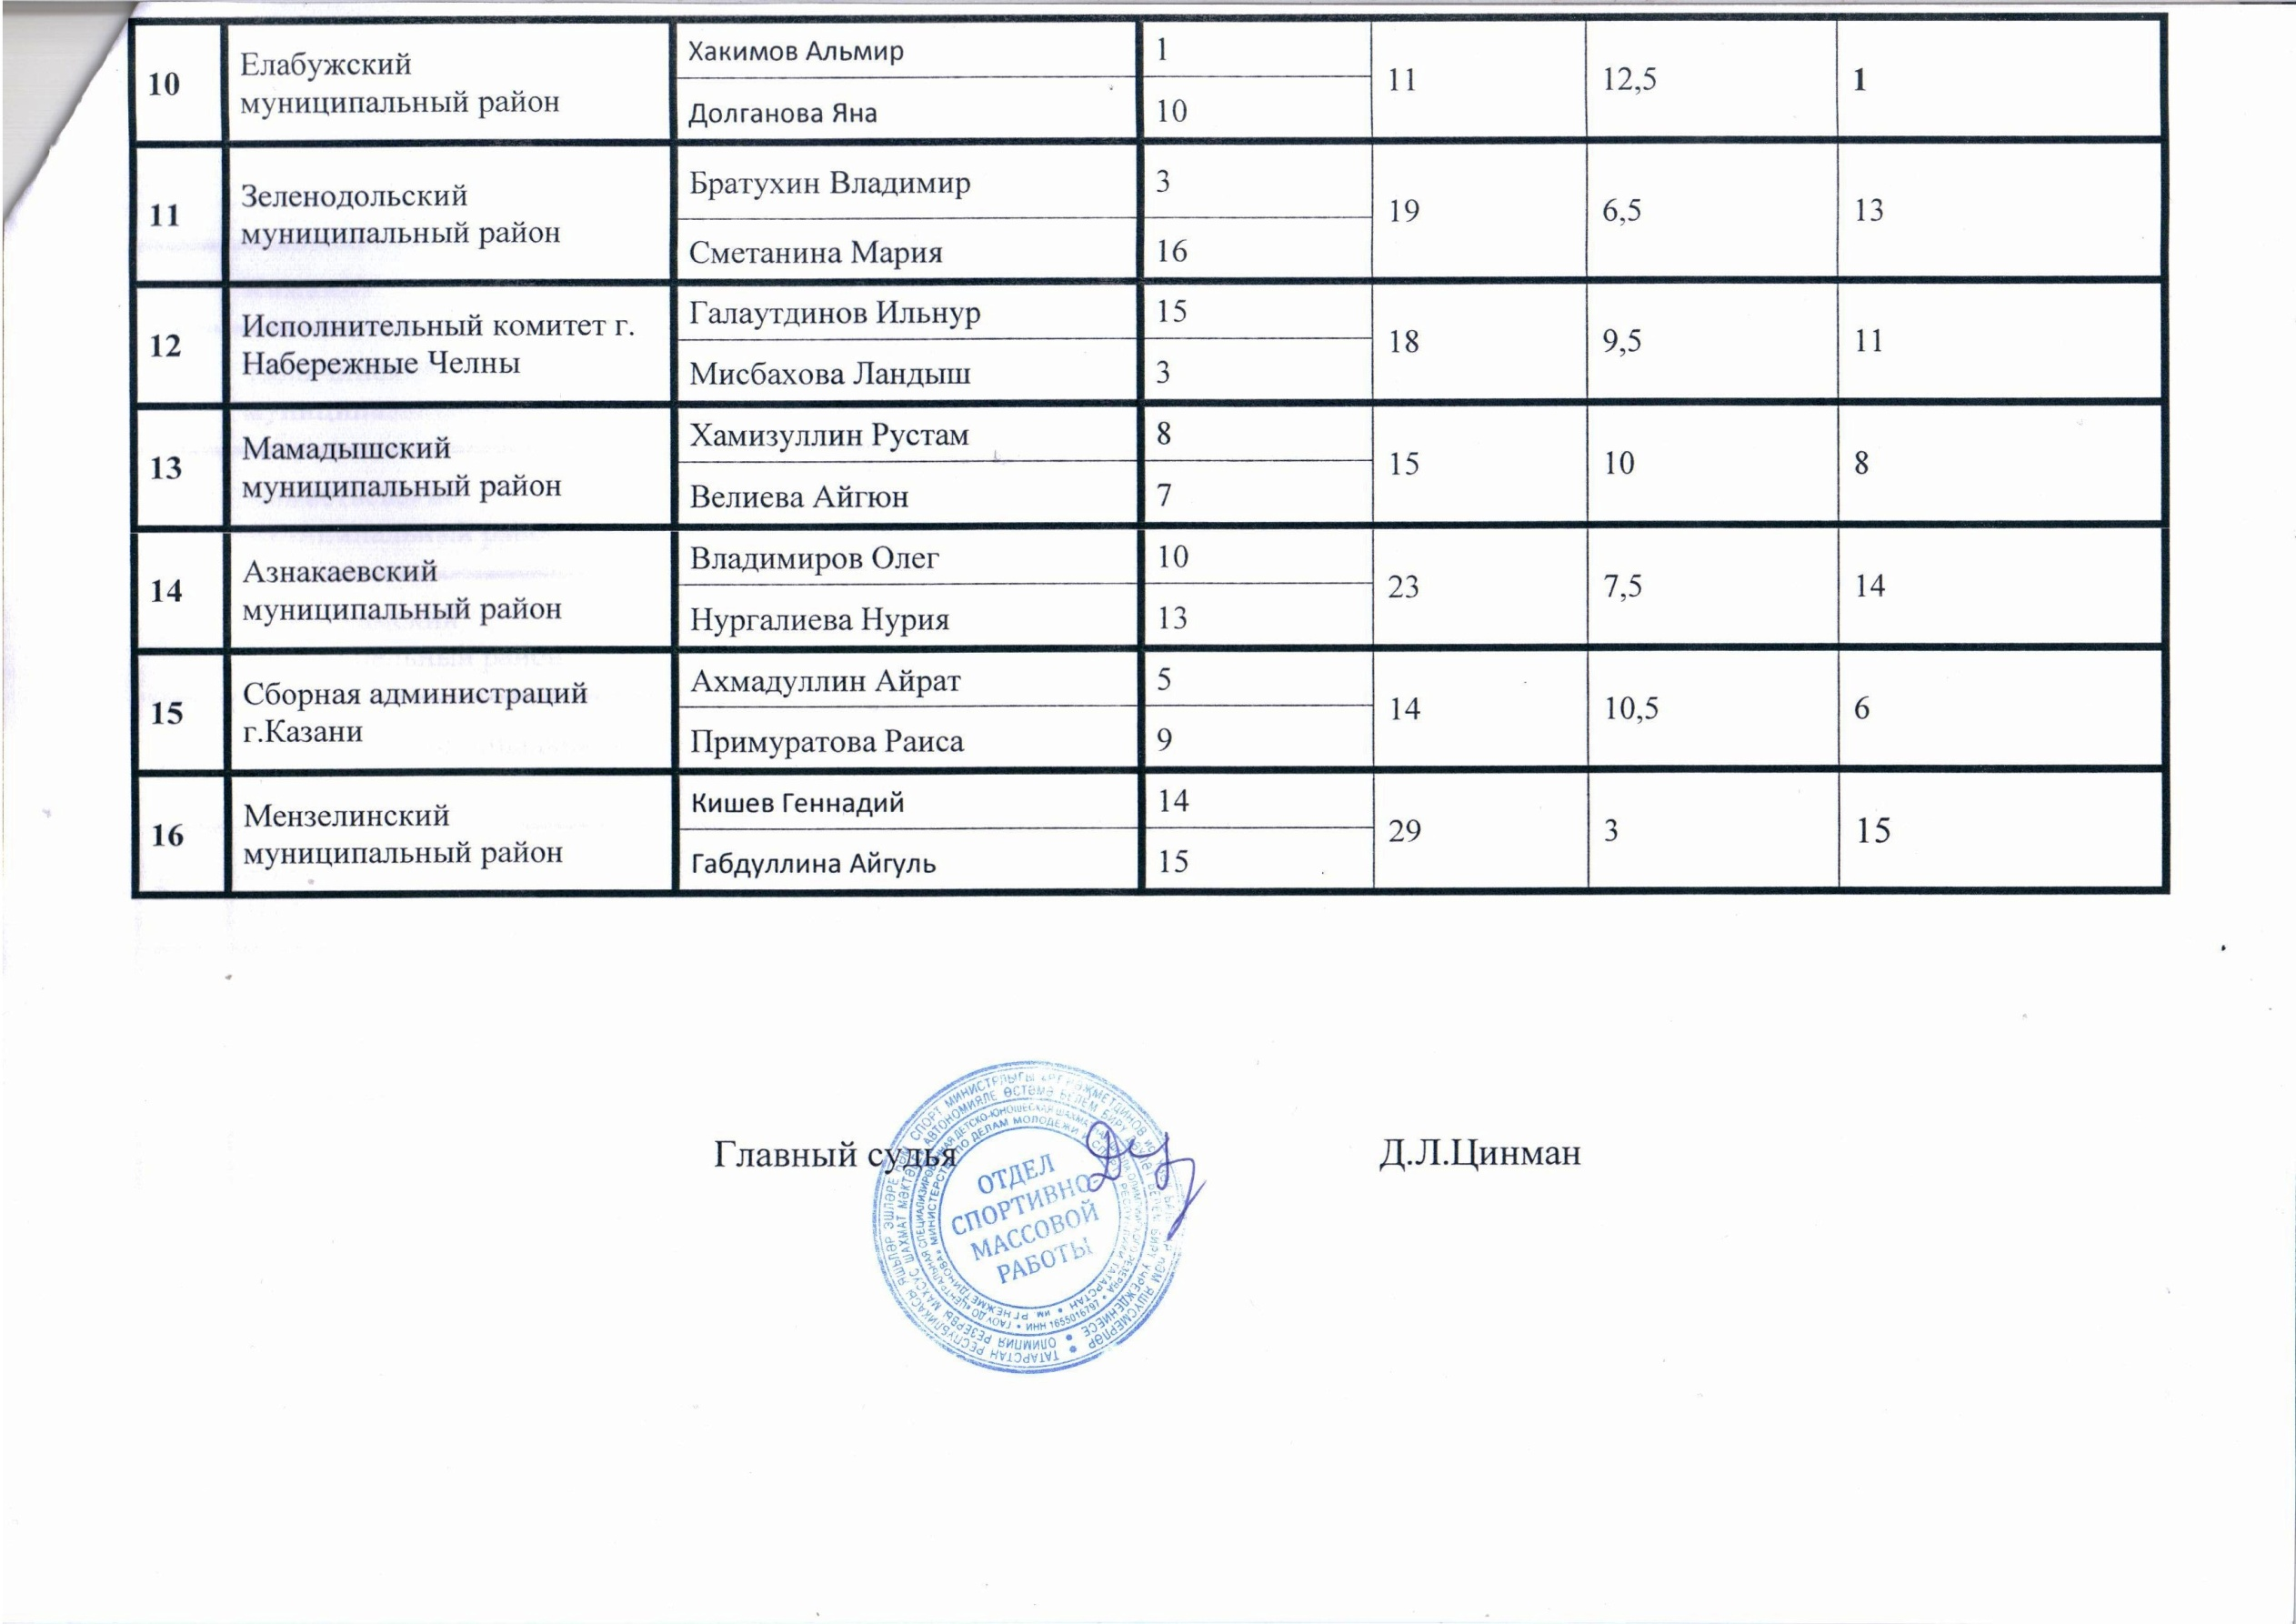 10
Елабужский
муниципальный район
Хакимов Альмир
1
Долганова Яна
10
11
12,5
1
11
Зеленодольский
муниципальный район
Братухин Владимир
3
Сметанина Мария
16
19
6,5
13
12
Исполнительный комитет г.
Набережные Челны
Галаутдинов Ильнур
15
Мисбахова Ландыш
3
18
9,5
11
13
Мамадышский
муниципальный район
Хамизуллин Рустам
8
Велиева Айгюн
7
15
10
8
14
Азнакаевский
муниципальный район
Владимиров Олег
10
Нургалиева Нурия
13
23
7,5
14
15
Сборная администраций
г.Казани
Ахмадуллин Айрат
5
Примуратова Раиса
9
14
10,5
6
16
Мензелинский
муниципальный район
Кишев Геннадий
14
Габдуллина Айгуль
15
29
3
15
Главный судья
Д.Л.Цинман
ОТДЕЛ
СПОРТИВНО-
МАССОВОЙ
РАБОТЫ